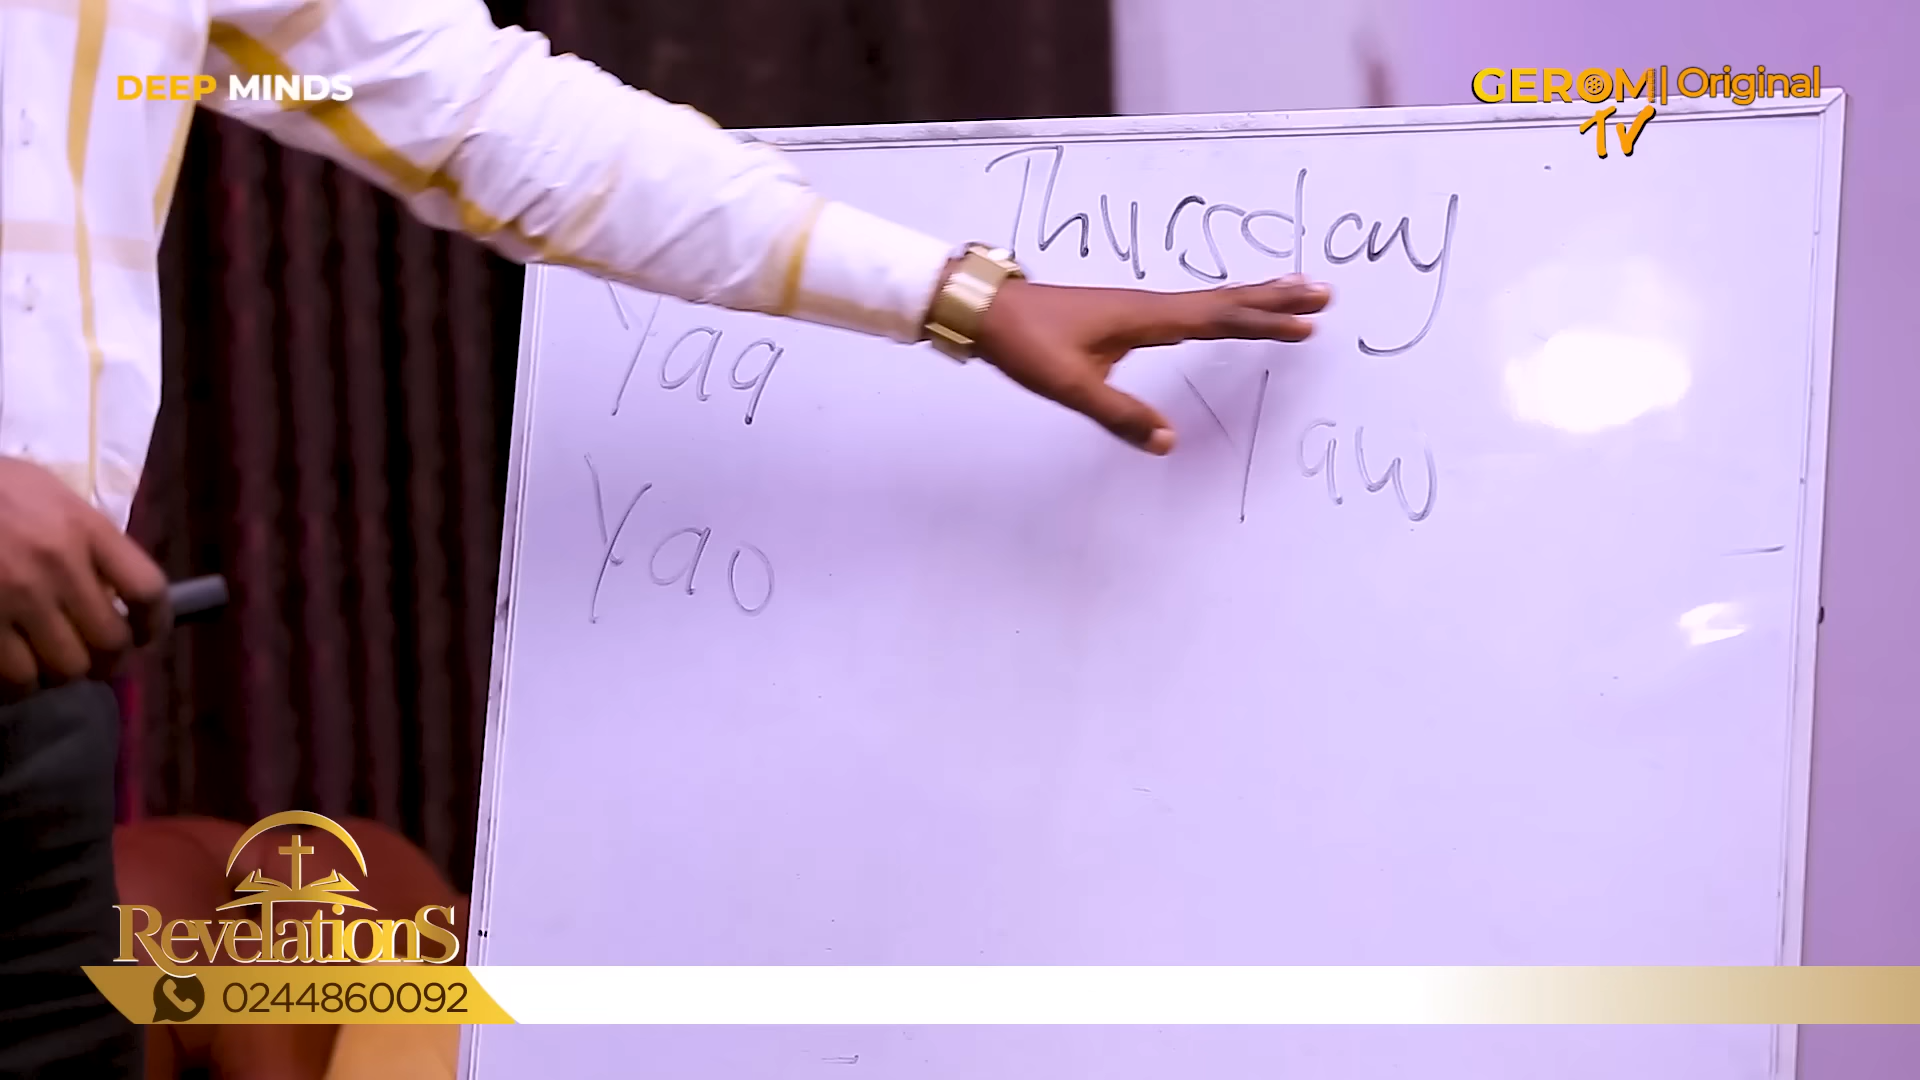 DEEP MINDS
GEROM TV | Original
Thursday
Yaa
Yaw
Yao
RevelationS
0244860092